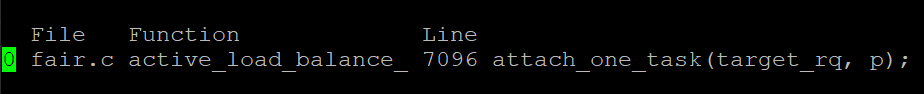 File Function Line
0 fair.c active_load_balance_ 7096 attach_one_task(target_rq, p);